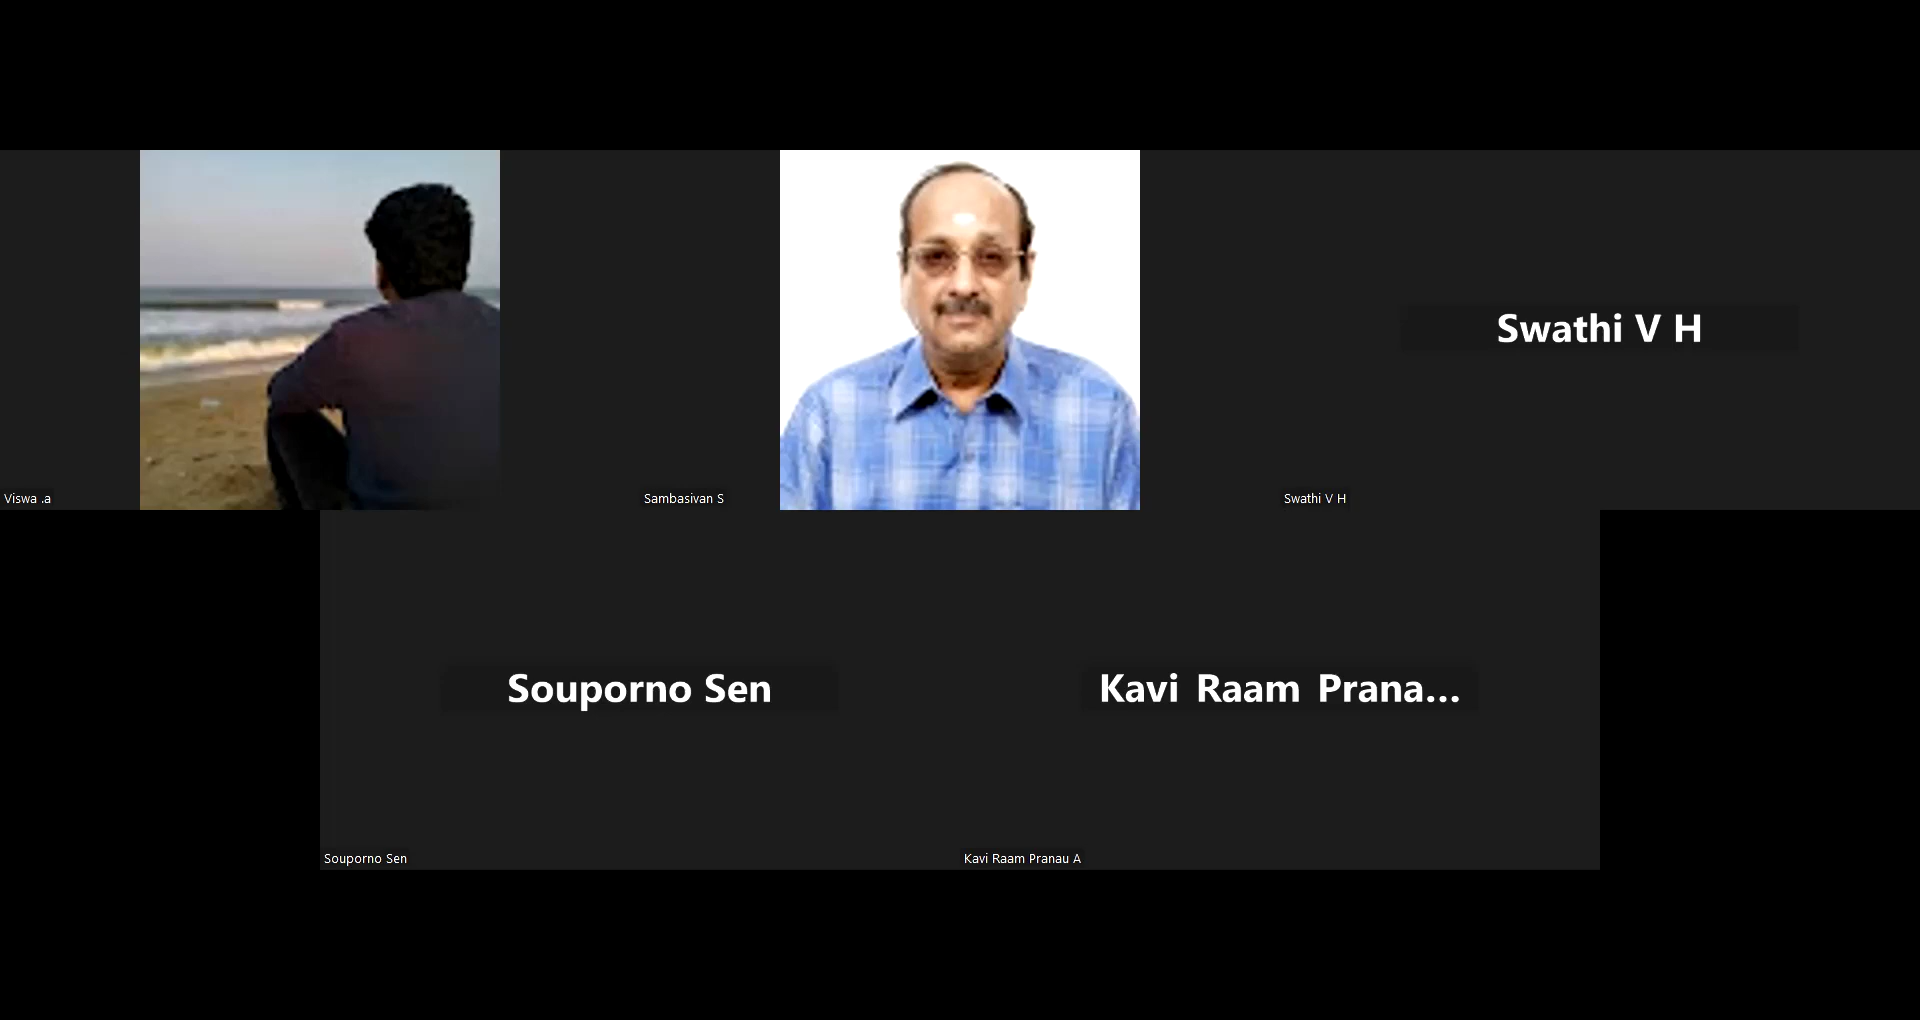 Swathi V H
Viswa .a
Sambasivan S
Swathi V H
Souporno Sen
Kavi Raam Prana...
Souporno Sen
Kavi Raam Pranau A